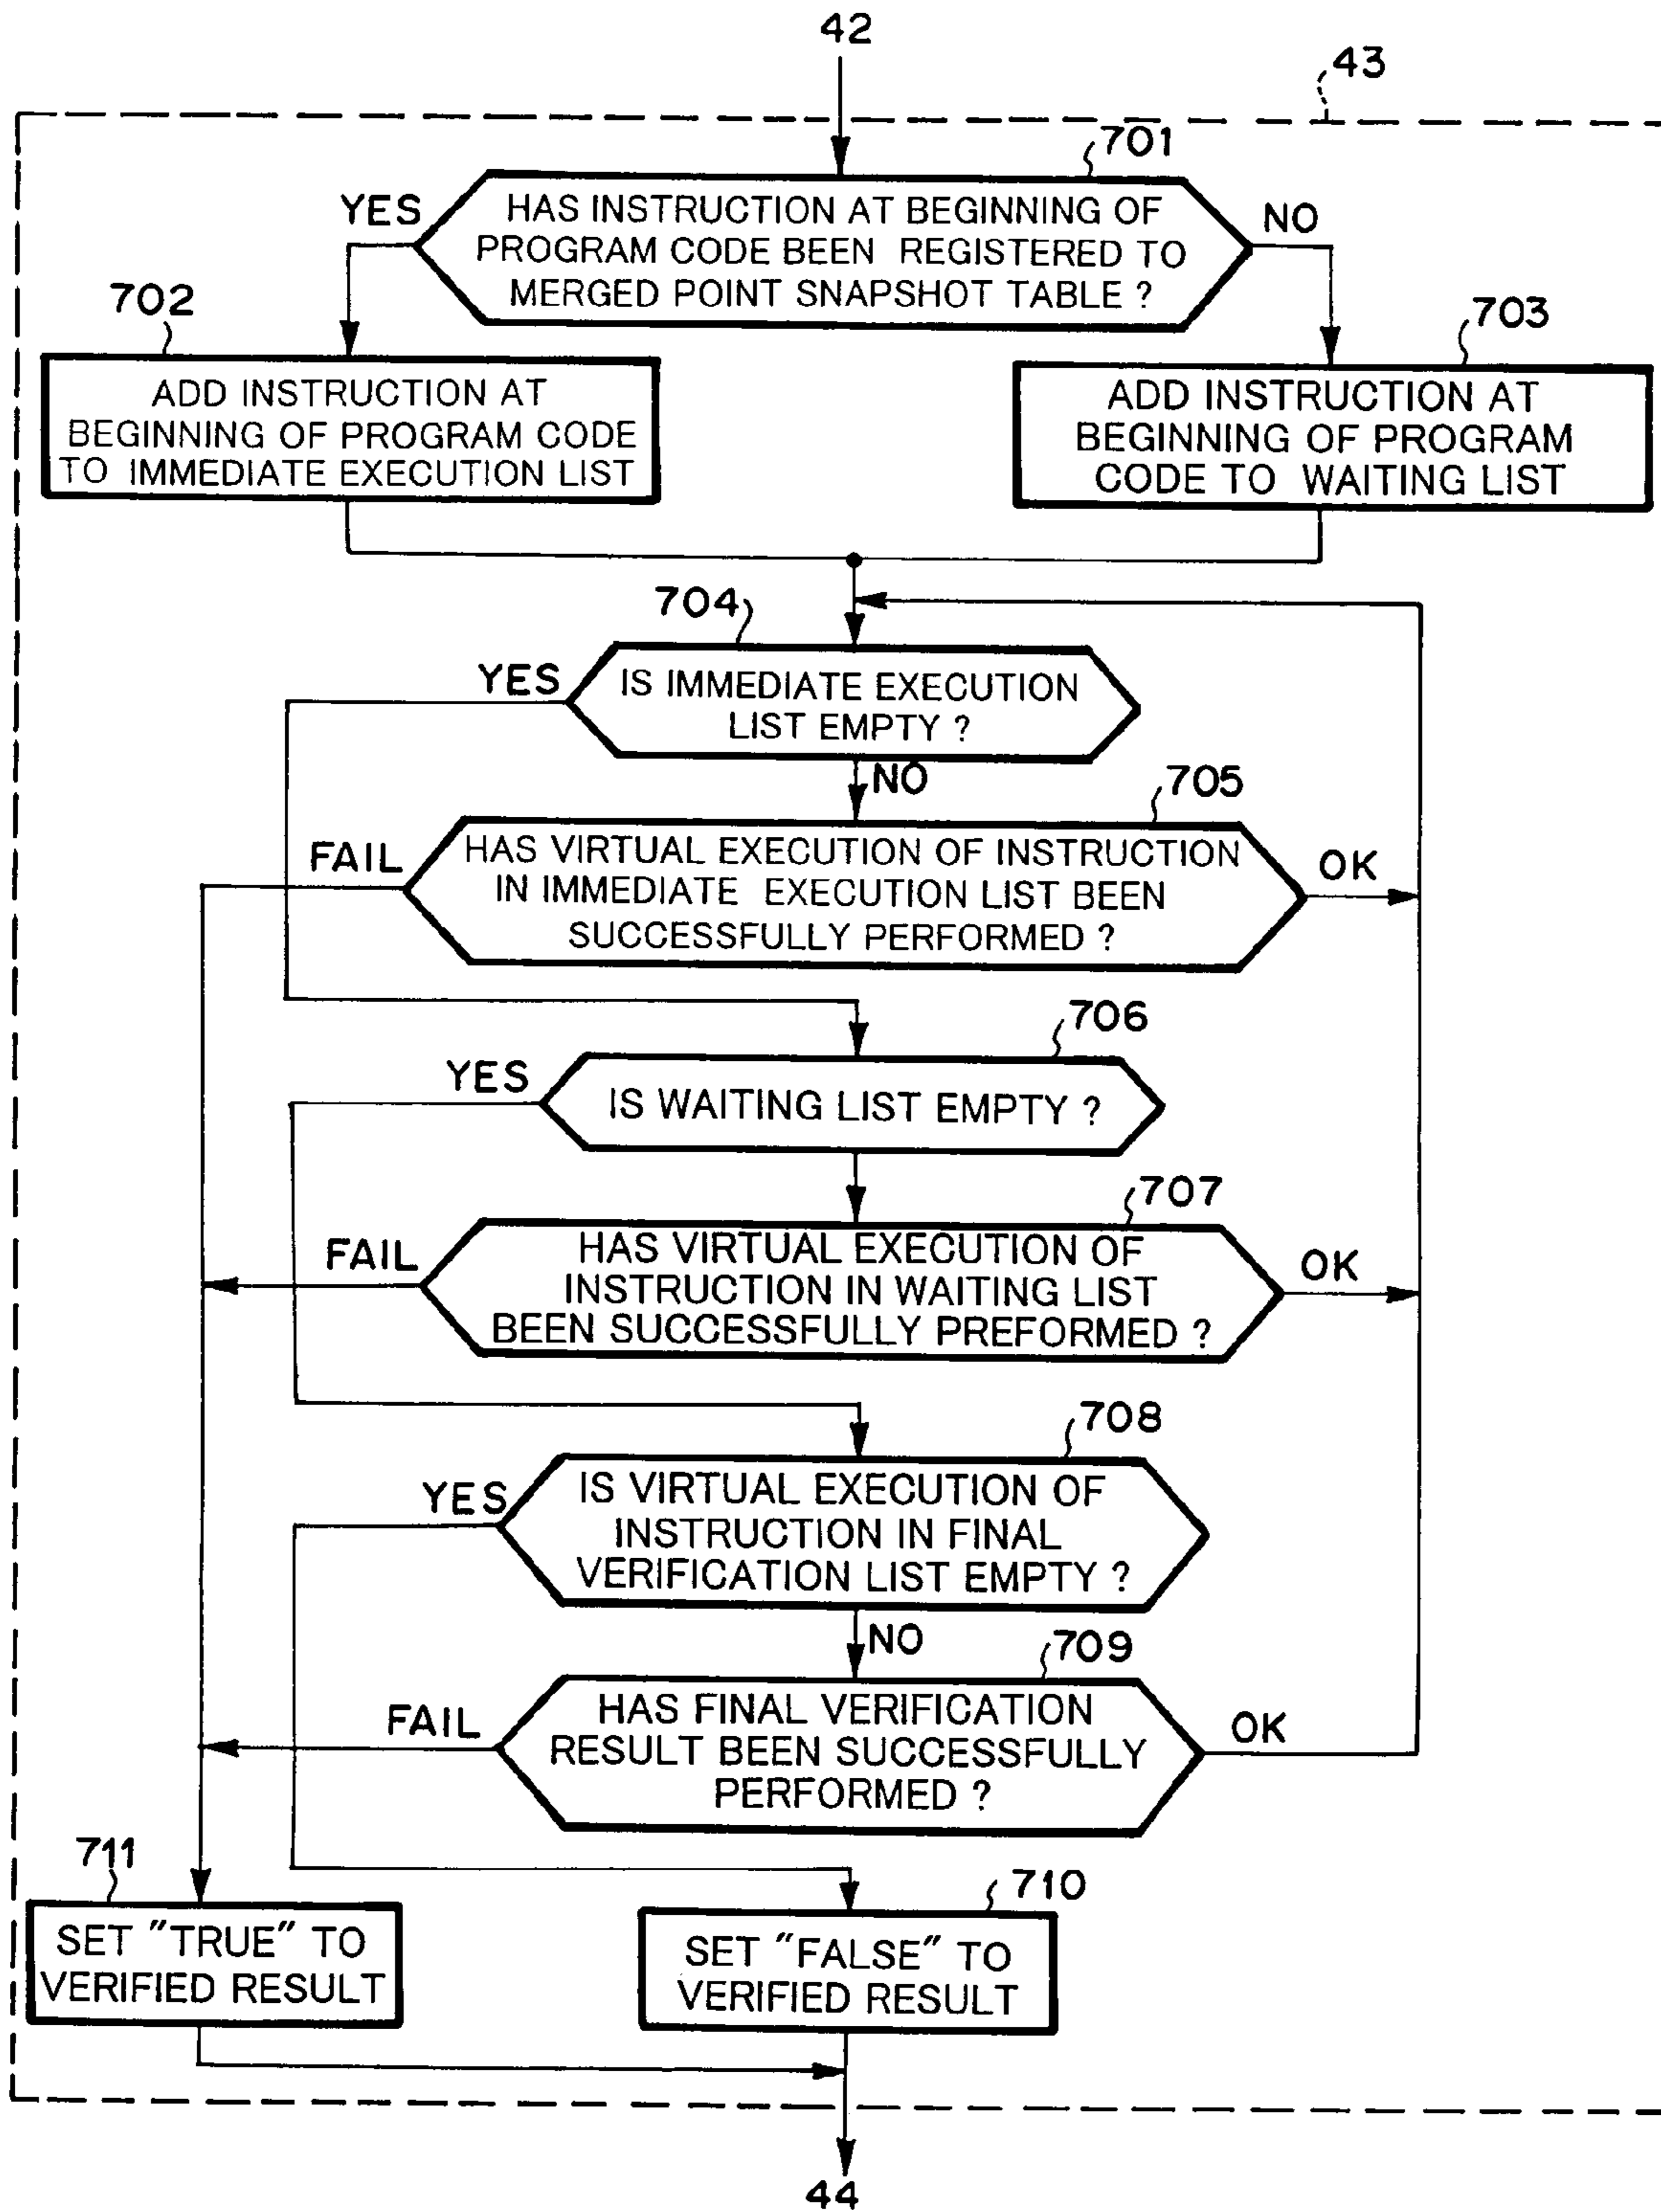 42
43
701
YES
HAS INSTRUCTION AT BEGINNING OF
PROGRAM CODE BEEN REGISTERED TO
MERGED POINT SNAPSHOT TABLE ?
NO
702
ADD INSTRUCTION AT
BEGINNING OF PROGRAM CODE
TO IMMEDIATE EXECUTION LIST
703
ADD INSTRUCTION AT
BEGINNING OF PROGRAM
CODE TO WAITING LIST
704
YES
IS IMMEDIATE EXECUTION
LIST EMPTY ?
NO
705
FAIL
HAS VIRTUAL EXECUTION OF INSTRUCTION
IN IMMEDIATE EXECUTION LIST BEEN
SUCCESSFULLY PERFORMED ?
OK
706
YES
IS WAITING LIST EMPTY ?
707
FAIL
HAS VIRTUAL EXECUTION OF
INSTRUCTION IN WAITING LIST
BEEN SUCCESSFULLY PREFORMED ?
OK
708
YES
IS VIRTUAL EXECUTION OF
INSTRUCTION IN FINAL
VERIFICATION LIST EMPTY ?
NO
709
FAIL
HAS FINAL VERIFICATION
RESULT BEEN SUCCESSFULLY
PERFORMED ?
OK
711
SET "TRUE" TO
VERIFIED RESULT
710
SET "FALSE" TO
VERIFIED RESULT
44